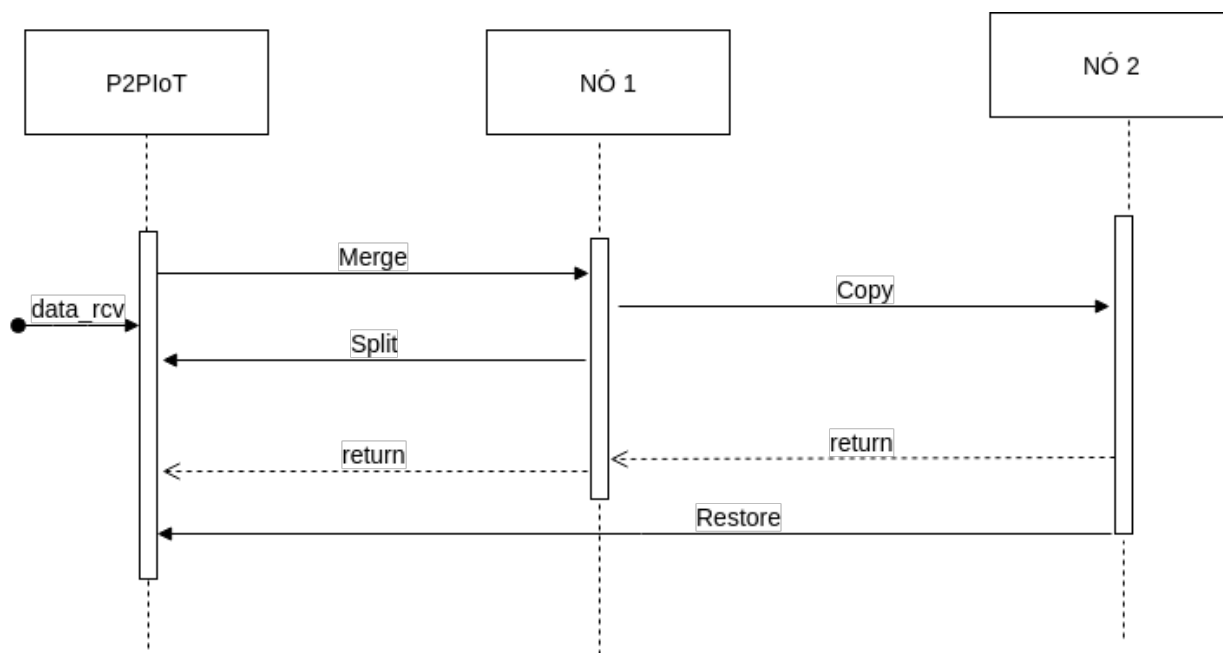 P2PIoT
NÓ 1
NÓ 2
Merge
Copy
data_rcv
Split
return
return
Restore